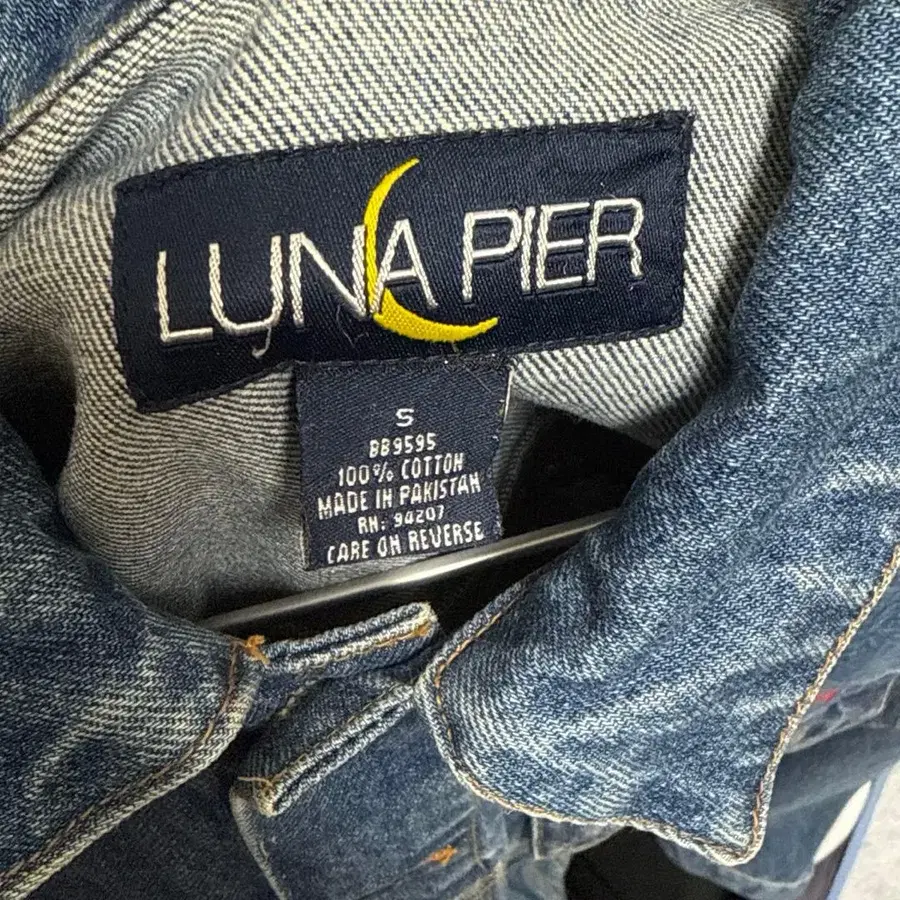 LUNA PIER
S
BB9595
100% COTTON
MADE IN PAKISTAN
RN: 94207
CARE ON REVERSE